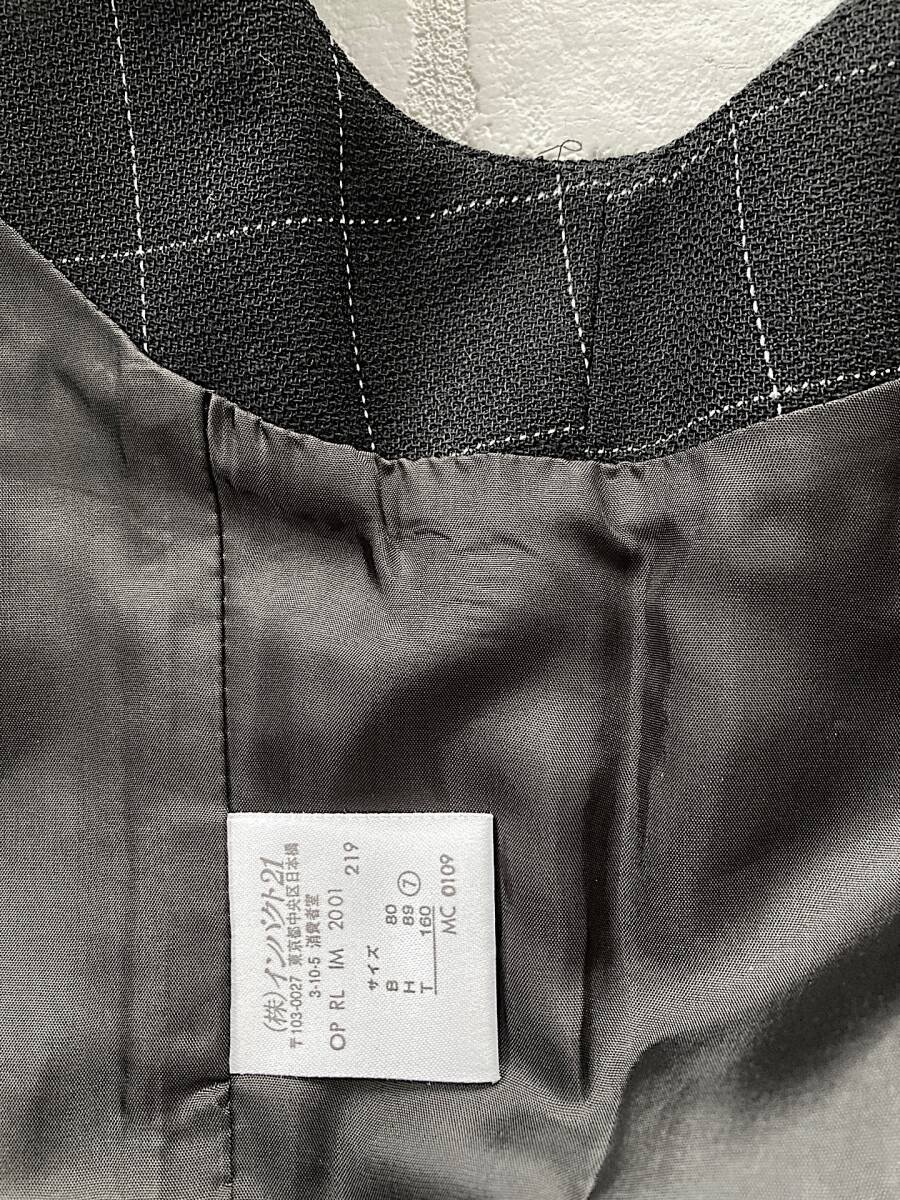 (株)インパクト21
〒103-0027 東京都中央区日本橋
3-10-5 消費者室
OP RL IM 2001
219
サイズ
B 80
H 89 ⑦
T 160
MC 0109